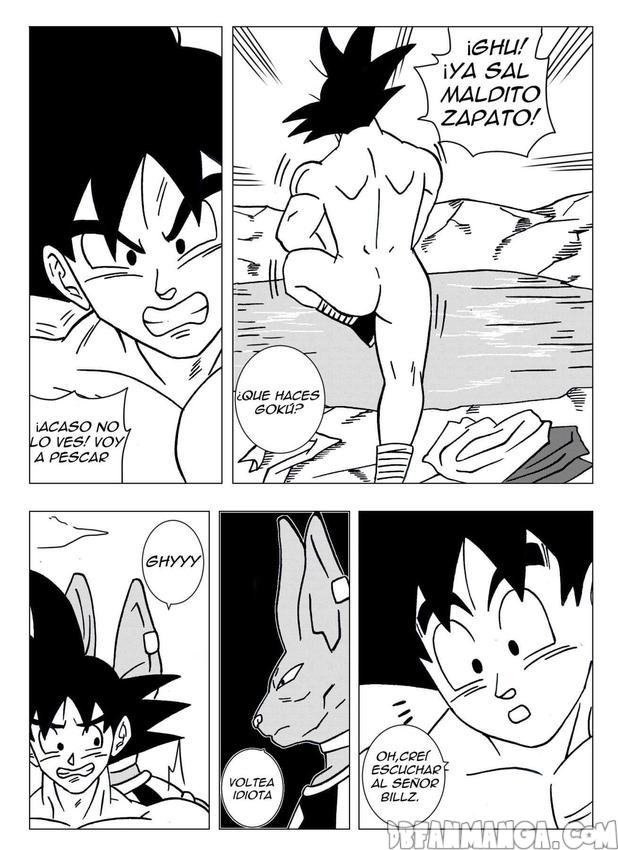 ¡GHU!
¡YA SAL
MALDITO
ZAPATO!
¿QUE HACES
GOKÚ?
¡ACASO NO
LO VES! VOY
A PESCAR
GHYYY
VOLTEA
IDIOTA
OH,CREÍ
ESCUCHAR
AL SEÑOR
BILLZ.
DBFANMANGA.COM